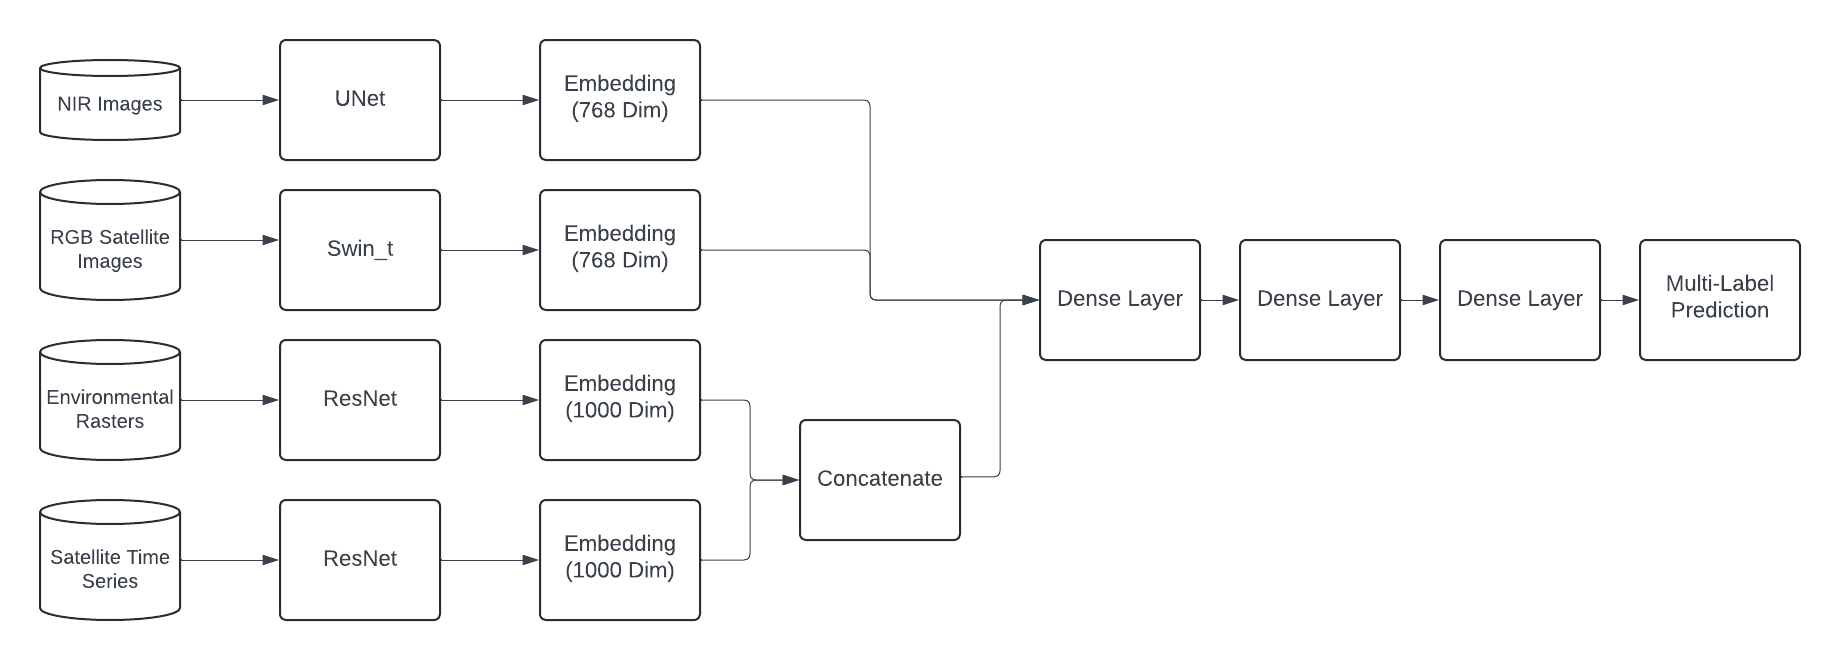 NIR Images
UNet
Embedding
(768 Dim)
RGB Satellite
Images
Swin_t
Embedding
(768 Dim)
Environmental
Rasters
ResNet
Embedding
(1000 Dim)
Satellite Time
Series
ResNet
Embedding
(1000 Dim)
Concatenate
Dense Layer
Dense Layer
Dense Layer
Multi-Label
Prediction